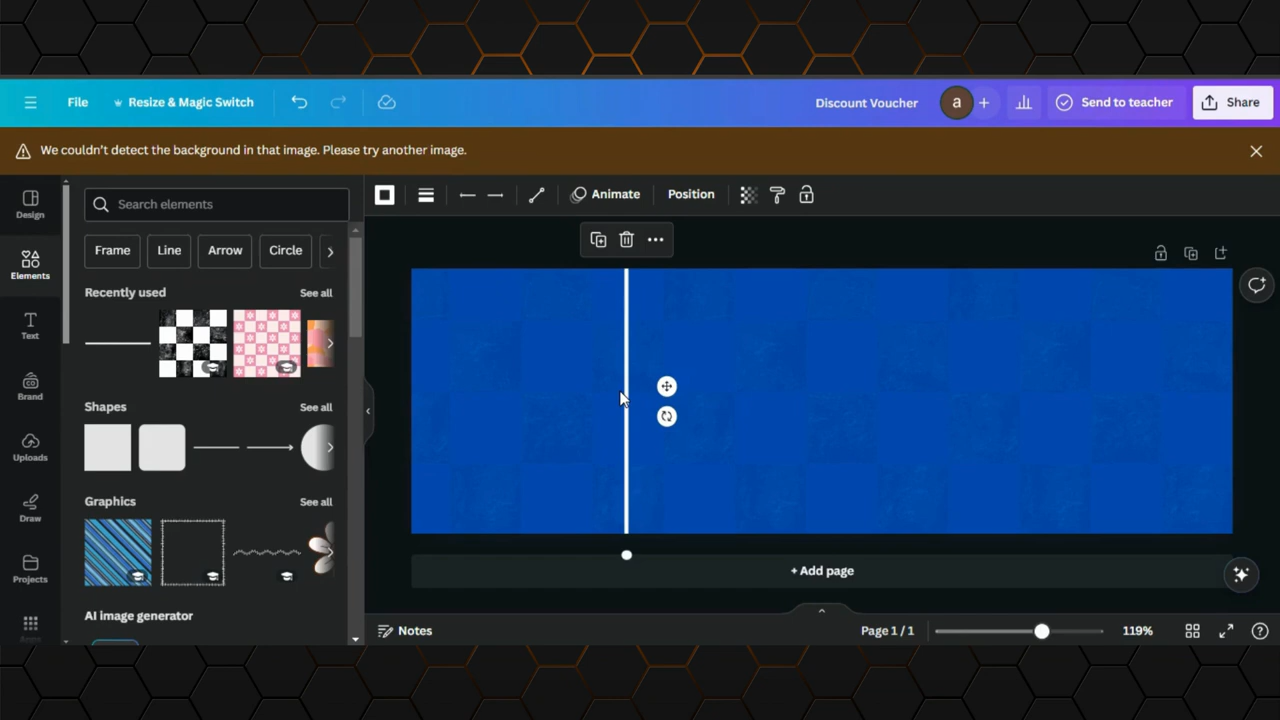 File
Resize & Magic Switch
Discount Voucher
a
Send to teacher
Share
We couldn't detect the background in that image. Please try another image.
Design
Elements
Text
Brand
Uploads
Draw
Projects
Search elements
Frame
Line
Arrow
Circle
Recently used
See all
Shapes
See all
Graphics
See all
AI image generator
Animate
Position
+ Add page
Notes
Page 1 / 1
119%